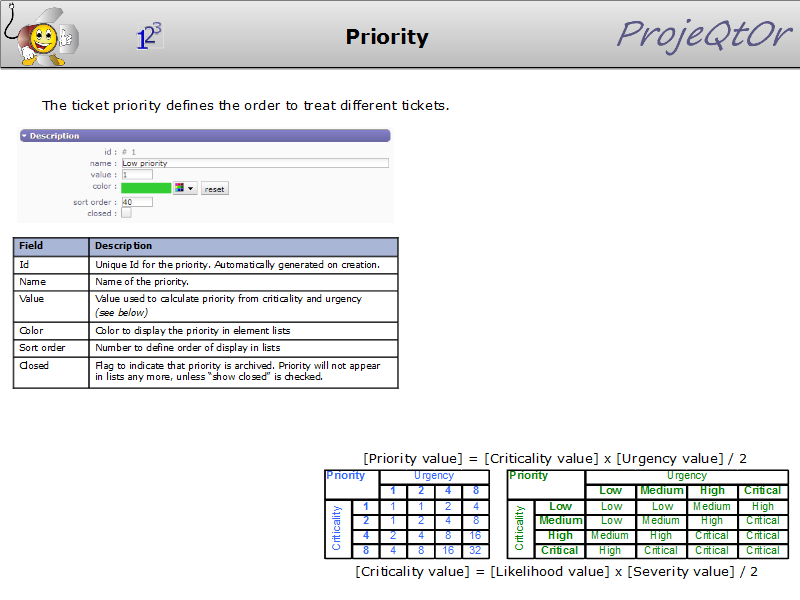 123
Priority
ProjeQtOr
The ticket priority defines the order to treat different tickets.
Description
id : # 1
name : Low priority
value : 1
color :
reset
sort order : 40
closed :
Field Description
Id Unique Id for the priority. Automatically generated on creation.
Name Name of the priority.
Value Value used to calculate priority from criticality and urgency
(see below)
Color Color to display the priority in element lists
Sort order Number to define order of display in lists
Closed Flag to indicate that priority is archived. Priority will not appear
in lists any more, unless "show closed" is checked.
[Priority value] = [Criticality value] x [Urgency value] / 2
Priority Urgency
1 2 4 8
Criticality
1 1 1 2 4
2 1 2 4 8
4 2 4 8 16
8 4 8 16 32
Priority Urgency
Low Medium High Critical
Criticality
Low Low Low Medium High
Medium Low Medium High Critical
High Medium High Critical Critical
Critical High Critical Critical Critical
[Criticality value] = [Likelihood value] x [Severity value] / 2